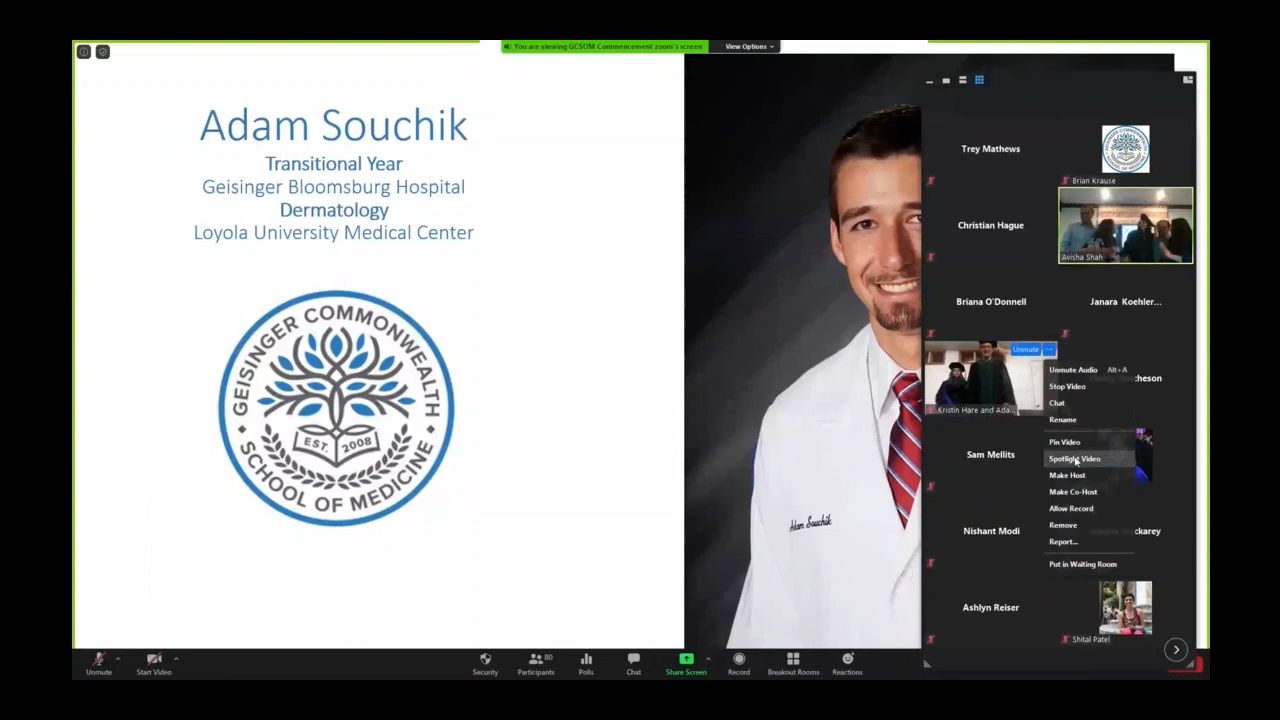 You are viewing GCSOM Commencement zoom's screen
View Options
Adam Souchik
Transitional Year
Geisinger Bloomsburg Hospital
Dermatology
Loyola University Medical Center
GEISINGER COMMONWEALTH
EST. 2008
SCHOOL OF MEDICINE
Adam Souchik
Trey Mathews
Brian Krause
Christian Hague
Avisha Shah
Briana O'Donnell
Janara Koehler...
Unmute
...
Kristin Hare and Ada...
Unmute Audio Alt+A
cheson
Stop Video
Chat
Rename
Pin Video
Spotlight Video
Sam Mellits
Make Host
Make Co-Host
Allow Record
Remove
Nishant Modi
ckarey
Report...
Put in Waiting Room
Ashlyn Reiser
Shital Patel
Unmute
Start Video
Security
Participants
80
Polls
Chat
Share Screen
Record
Breakout Rooms
Reactions